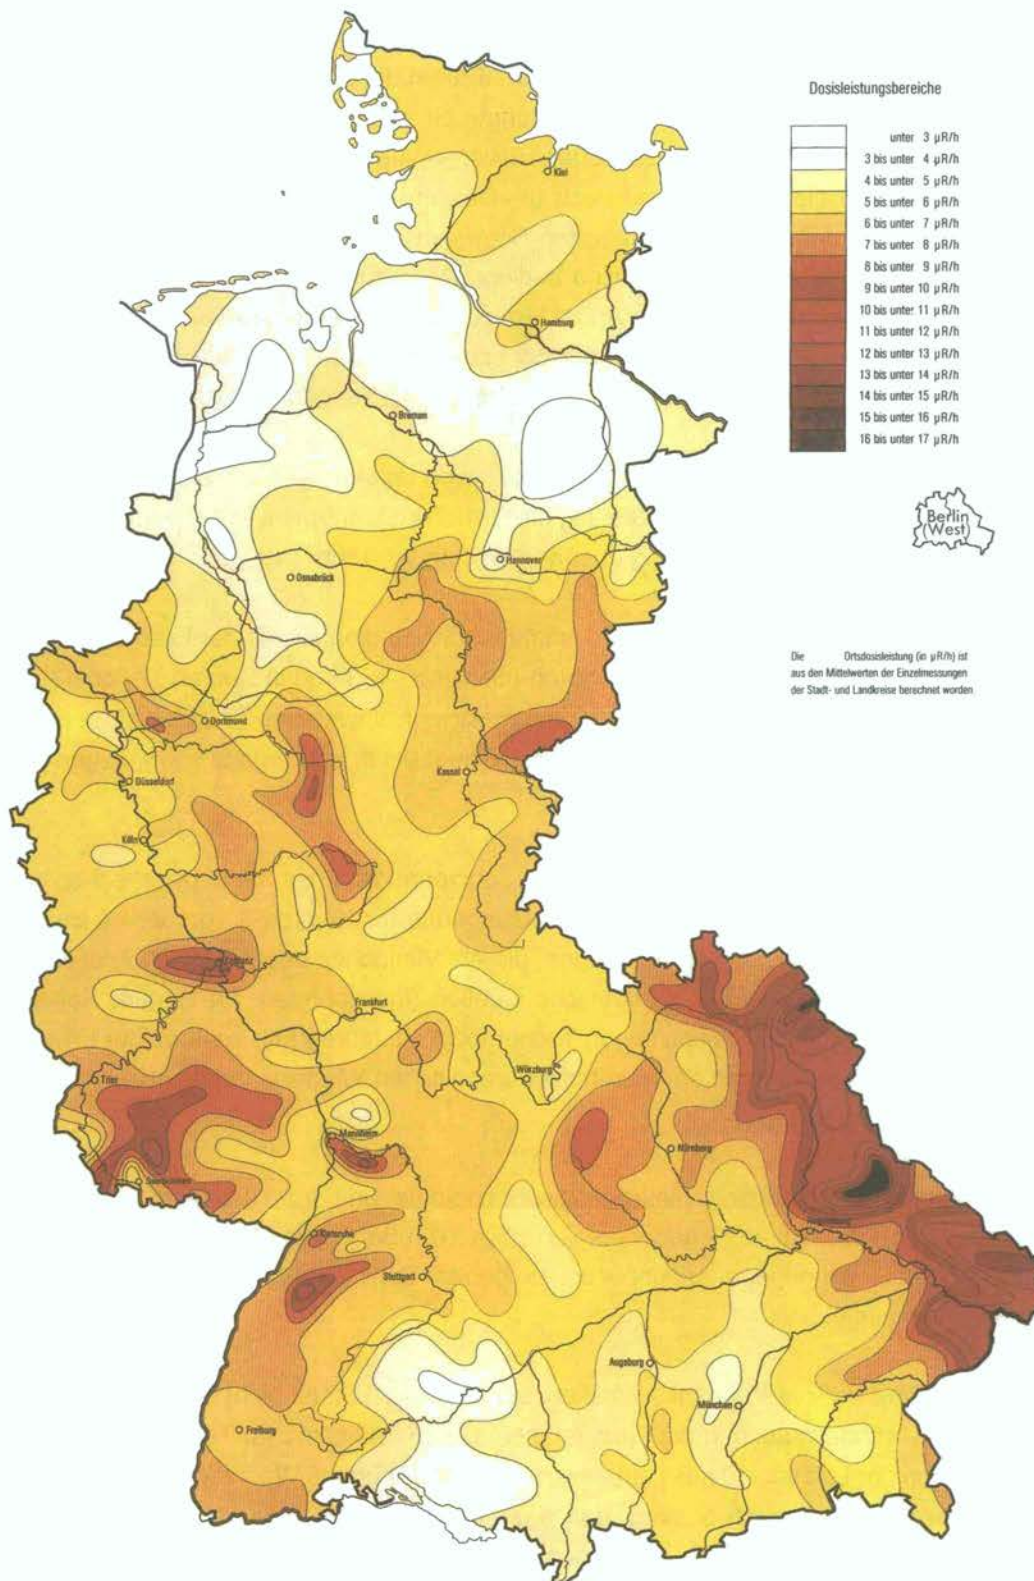 Dosisleistungsbereiche
unter 3 µR/h
3 bis unter 4 µR/h
4 bis unter 5 µR/h
5 bis unter 6 µR/h
6 bis unter 7 µR/h
7 bis unter 8 µR/h
8 bis unter 9 µR/h
9 bis unter 10 µR/h
10 bis unter 11 µR/h
11 bis unter 12 µR/h
12 bis unter 13 µR/h
13 bis unter 14 µR/h
14 bis unter 15 µR/h
15 bis unter 16 µR/h
16 bis unter 17 µR/h
Kiel
Hamburg
Bremen
Berlin
(West)
Hannover
Osnabrück
Die Ortsdosisleistung (in µR/h) ist
aus den Mittelwerten der Einzelmessungen
der Stadt- und Landkreise berechnet worden
Dortmund
Kassel
Düsseldorf
Köln
Koblenz
Frankfurt
Trier
Würzburg
Mannheim
Nürnberg
Saarbrücken
Karlsruhe
Stuttgart
Augsburg
München
Freiburg